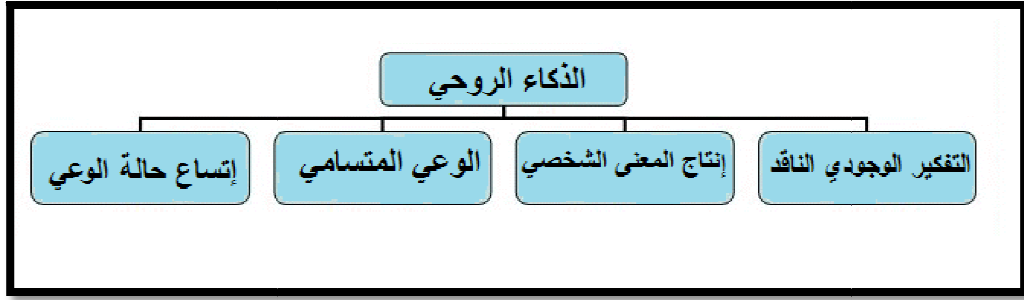 الذكاء الروحي
التفكير الوجودي الناقد
إنتاج المعنى الشخصي
الوعي المتسامي
إتساع حالة الوعي